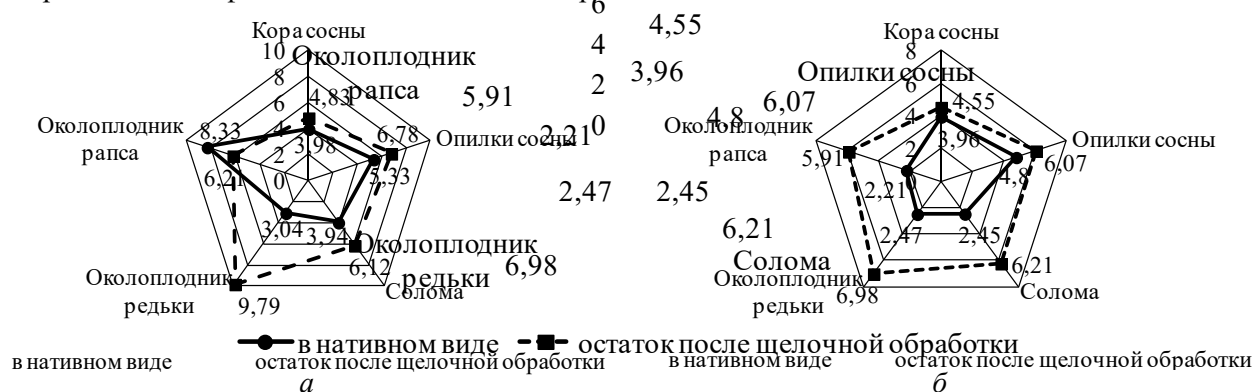 6
4,55
4
3,96
2
0
Кора сосны
10
8
6
4
2
0
Околоплодник
рапса
5,91
4,83
3,98
6,78
5,33
Опилки сосны
2,21
Околоплодник
рапса
8,33
6,21
3,04
3,94
6,12
9,79
Околоплодник
редьки
Околоплодник
редьки
6,98
Солома
2,47
2,45
6,21
Солома
4,8
6,07
Опилки сосны
Кора сосны
8
6
4
2
0
4,55
3,96
Околоплодник
рапса
5,91
2,21
Опилки сосны
4,8
6,07
2,47
2,45
6,21
Солома
Околоплодник
редьки
6,98
в нативном виде
остаток после щелочной обработки
в нативном виде
остаток после щелочной обработки
в нативном виде
остаток после щелочной обработки
а
б